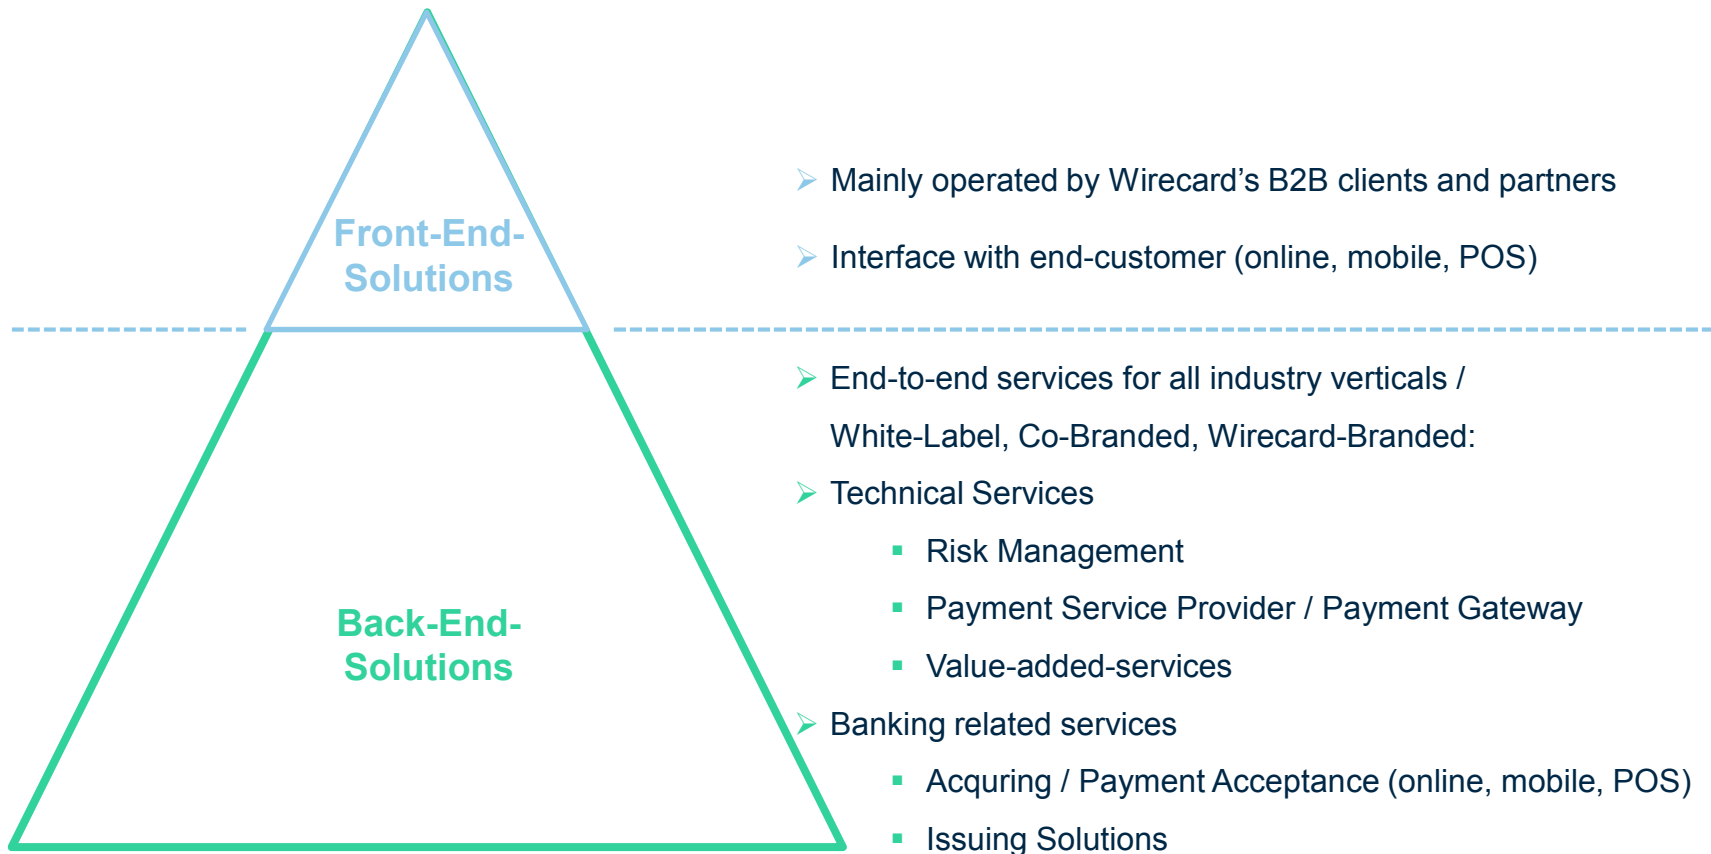 Front-End-
Solutions
Mainly operated by Wirecard’s B2B clients and partners
Interface with end-customer (online, mobile, POS)
Back-End-
Solutions
End-to-end services for all industry verticals /
White-Label, Co-Branded, Wirecard-Branded:
Technical Services
Risk Management
Payment Service Provider / Payment Gateway
Value-added-services
Banking related services
Acquring / Payment Acceptance (online, mobile, POS)
Issuing Solutions